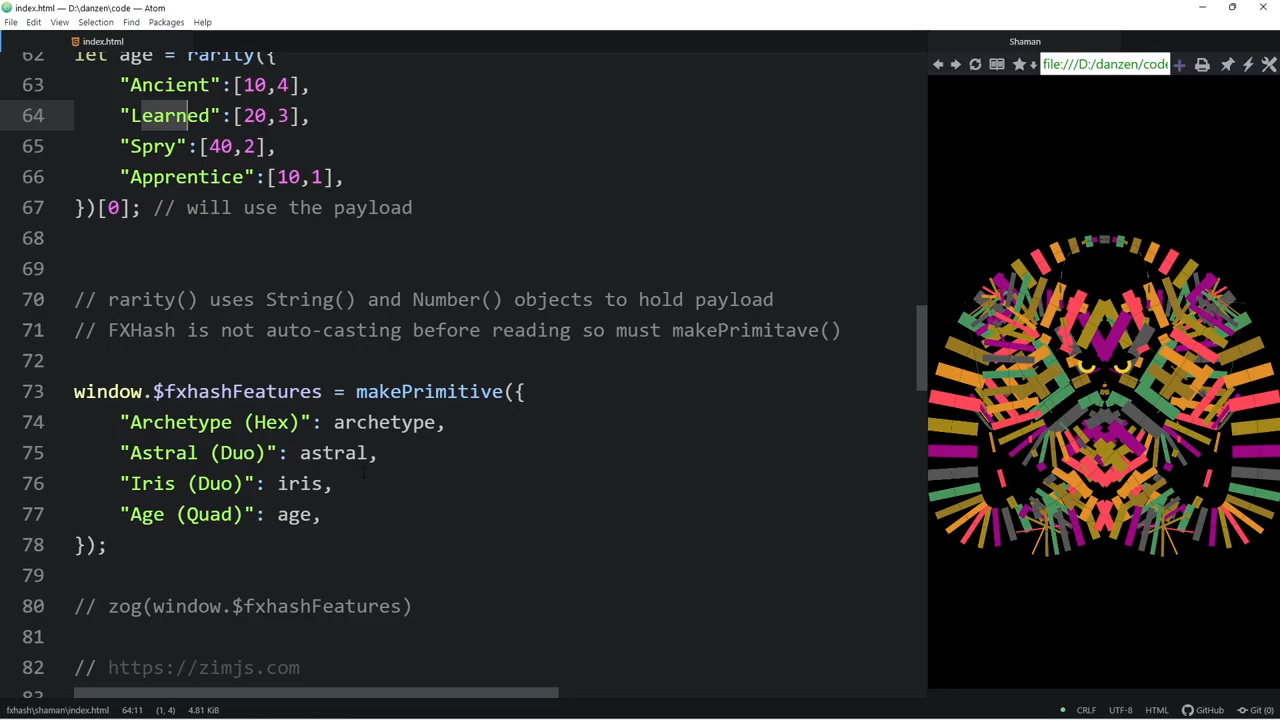 index.html — D:\danzen\code — Atom
File Edit View Selection Find Packages Help
index.html
Shaman
file:///D:/danzen/code
62 let age = rarity({
63 "Ancient":[10,4],
64 "Learned":[20,3],
65 "Spry":[40,2],
66 "Apprentice":[10,1],
67 })[0]; // will use the payload
68
69
70 // rarity() uses String() and Number() objects to hold payload
71 // FXHash is not auto-casting before reading so must makePrimitave()
72
73 window.$fxhashFeatures = makePrimitive({
74 "Archetype (Hex)": archetype,
75 "Astral (Duo)": astral,
76 "Iris (Duo)": iris,
77 "Age (Quad)": age,
78 });
79
80 // zog(window.$fxhashFeatures)
81
82 // https://zimjs.com
83
fxhash\shaman\index.html 64:11 (1, 4) 4.81 KiB CRLF UTF-8 HTML GitHub Git (0)